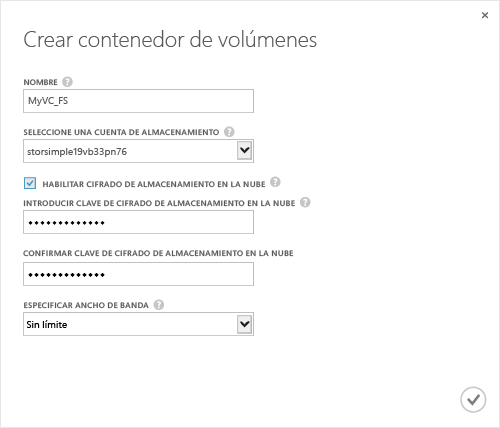 Crear contenedor de volúmenes
NOMBRE ?
MyVC_FS
SELECCIONE UNA CUENTA DE ALMACENAMIENTO ?
storsimple19vb33pn76
HABILITAR CIFRADO DE ALMACENAMIENTO EN LA NUBE ?
INTRODUCIR CLAVE DE CIFRADO DE ALMACENAMIENTO EN LA NUBE ?
•••••••••••••
CONFIRMAR CLAVE DE CIFRADO DE ALMACENAMIENTO EN LA NUBE
•••••••••••••
ESPECIFICAR ANCHO DE BANDA ?
Sin límite